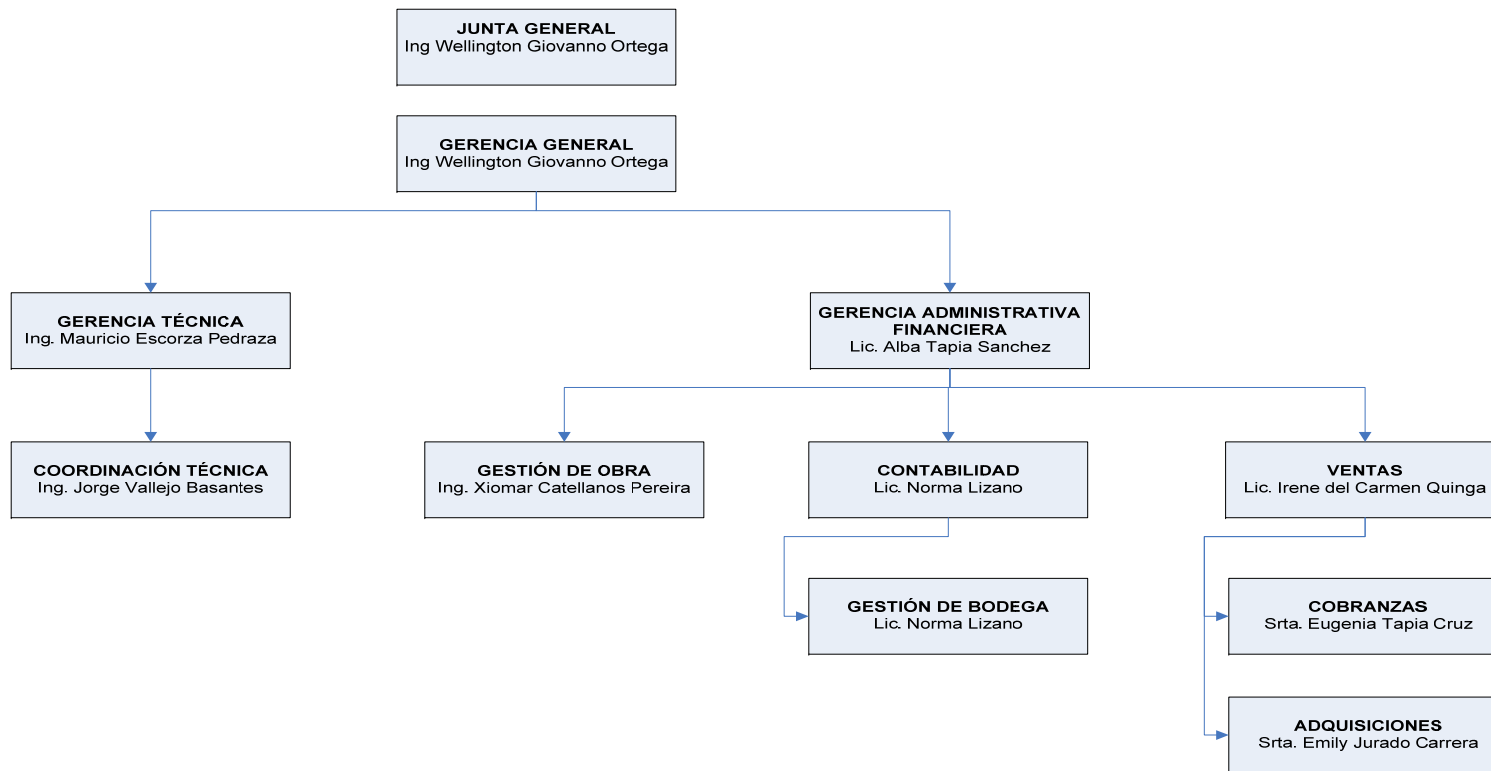 JUNTA GENERAL
Ing Wellington Giovanno Ortega
GERENCIA GENERAL
Ing Wellington Giovanno Ortega
GERENCIA TÉCNICA
Ing. Mauricio Escorza Pedraza
GERENCIA ADMINISTRATIVA
FINANCIERA
Lic. Alba Tapia Sanchez
COORDINACIÓN TÉCNICA
Ing. Jorge Vallejo Basantes
GESTIÓN DE OBRA
Ing. Xiomar Catellanos Pereira
CONTABILIDAD
Lic. Norma Lizano
VENTAS
Lic. Irene del Carmen Quinga
GESTIÓN DE BODEGA
Lic. Norma Lizano
COBRANZAS
Srta. Eugenia Tapia Cruz
ADQUISICIONES
Srta. Emily Jurado Carrera